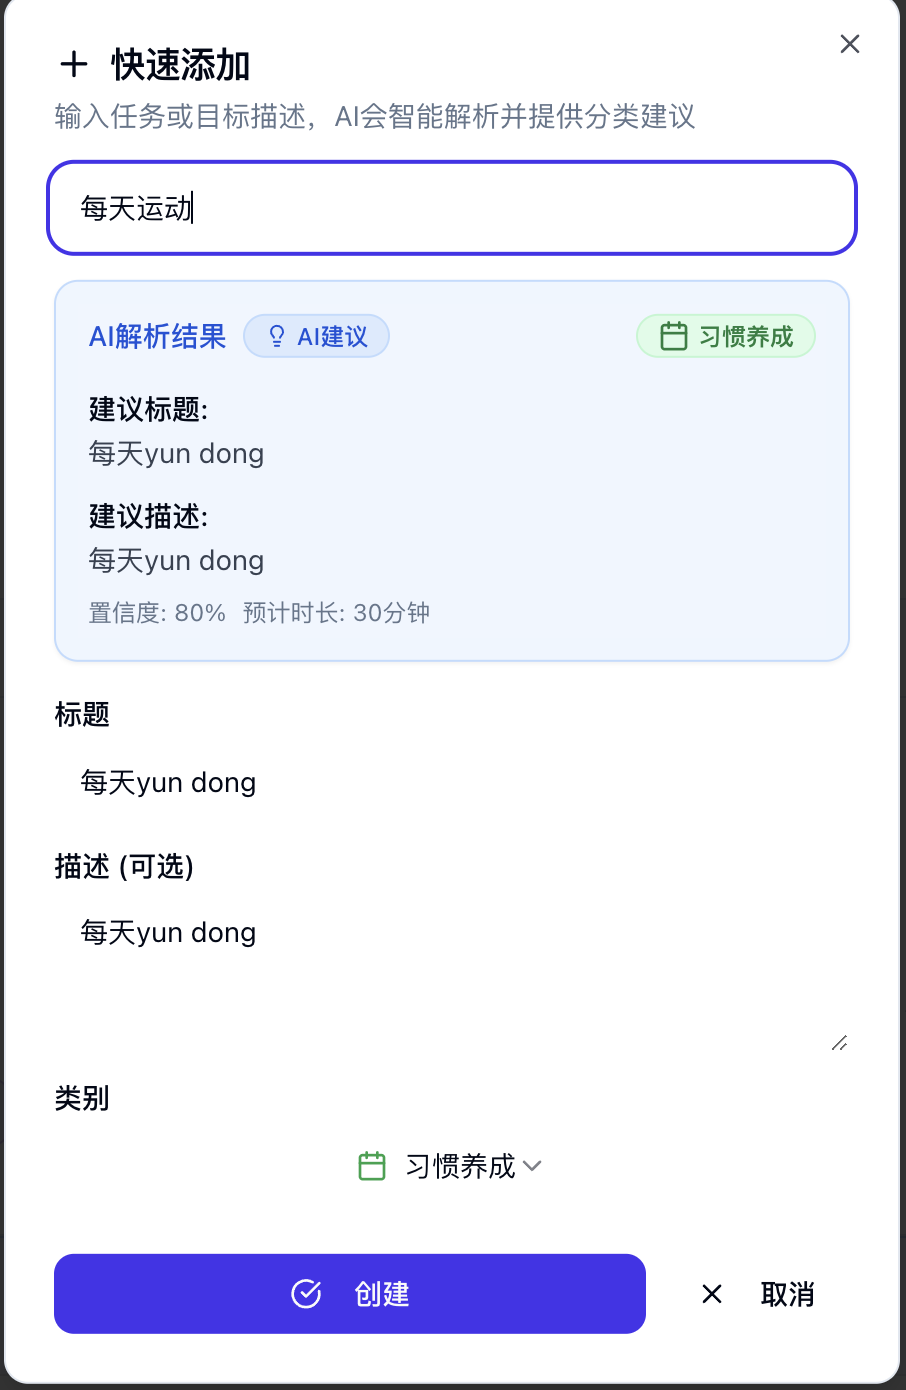 快速添加
输入任务或目标描述，AI会智能解析并提供分类建议
每天运动
AI解析结果 AI建议 习惯养成
建议标题:
每天yun dong
建议描述:
每天yun dong
置信度: 80% 预计时长: 30分钟
标题
每天yun dong
描述 (可选)
每天yun dong
类别
习惯养成
创建 取消